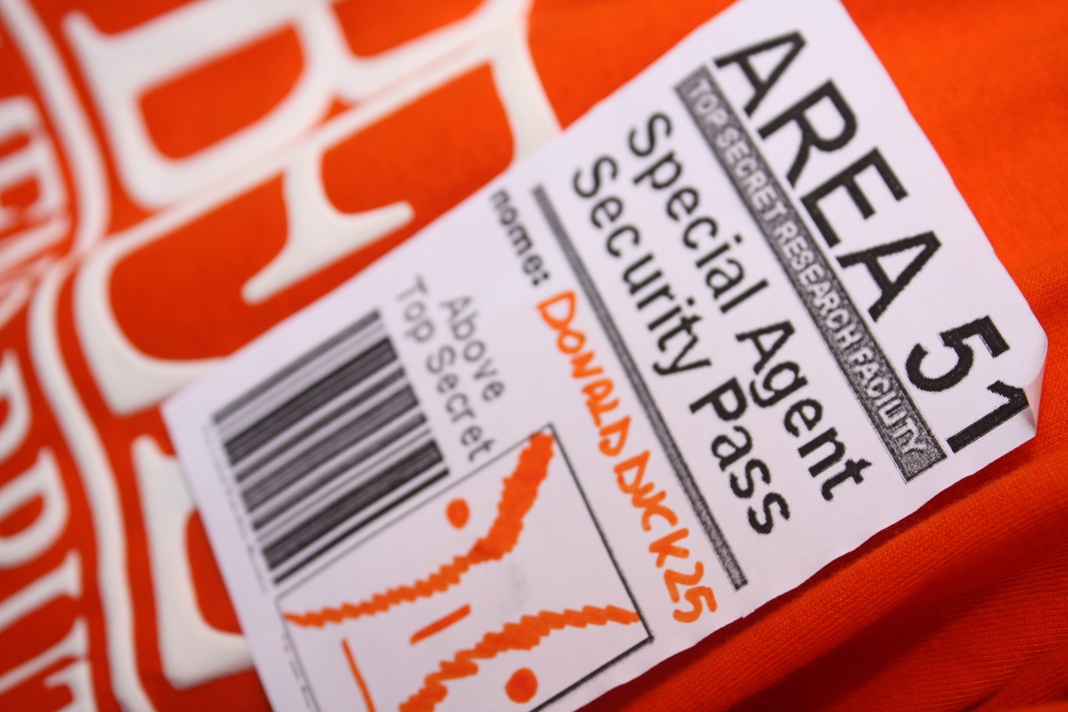 AREA 51
TOP SECRET RESEARCH FACILITY
Special Agent
Security Pass
name: DONALD DUCK25
Above
Top Secret